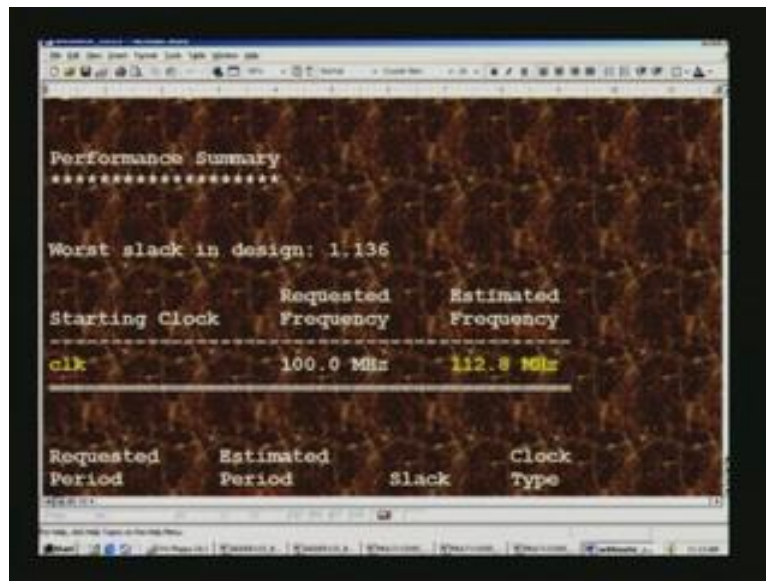 Performance Summary
*******************
Worst slack in design: 1.136
Requested Estimated
Starting Clock Frequency Frequency
clk 100.0 MHz 112.8 MHz
Requested Estimated Clock
Period Period Slack Type